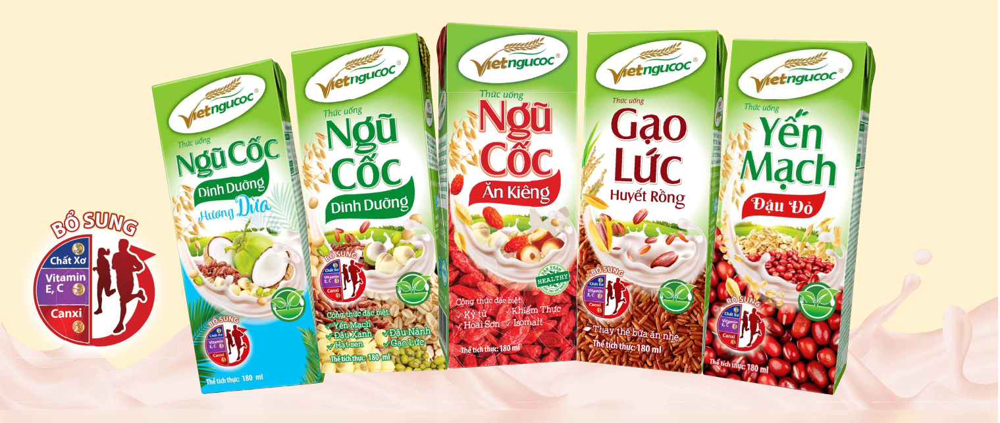 BỔ SUNG
Chất Xơ
Vitamin
E, C
Canxi
Vietngucoc®
Thức uống
Ngũ Cốc
Dinh Dưỡng
Hương Dừa
BỔ SUNG
Chất Xơ
Vitamin
E, C
Canxi
Thể tích thực: 180 ml
Vietngucoc®
Thức uống
Ngũ
Cốc
Dinh Dưỡng
BỔ SUNG
Chất Xơ
Vitamin
E, C
Canxi
Công thức đặc biệt:
Yến Mạch
Đậu Xanh
Hạt sen
Đậu Nành
Gạo Lức
Thể tích thực: 180 ml
Vietngucoc®
Thức uống
Ngũ
Cốc
Ăn Kiêng
HEALTHY
Công thức đặc biệt:
Kỷ tử
Hoài Sơn
Khiếm Thực
Isomalt
Thể tích thực: 180 ml
Vietngucoc®
Thức uống
Gạo
Lức
Huyết Rồng
BỔ SUNG
Chất Xơ
Vitamin
E, C
Canxi
Thay thế bữa ăn nhẹ
Thể tích thực: 180 ml
Vietngucoc®
Thức uống
Yến
Mạch
Đậu Đỏ
BỔ SUNG
Chất Xơ
Vitamin
E, C
Canxi
Thể tích thực: 180 ml